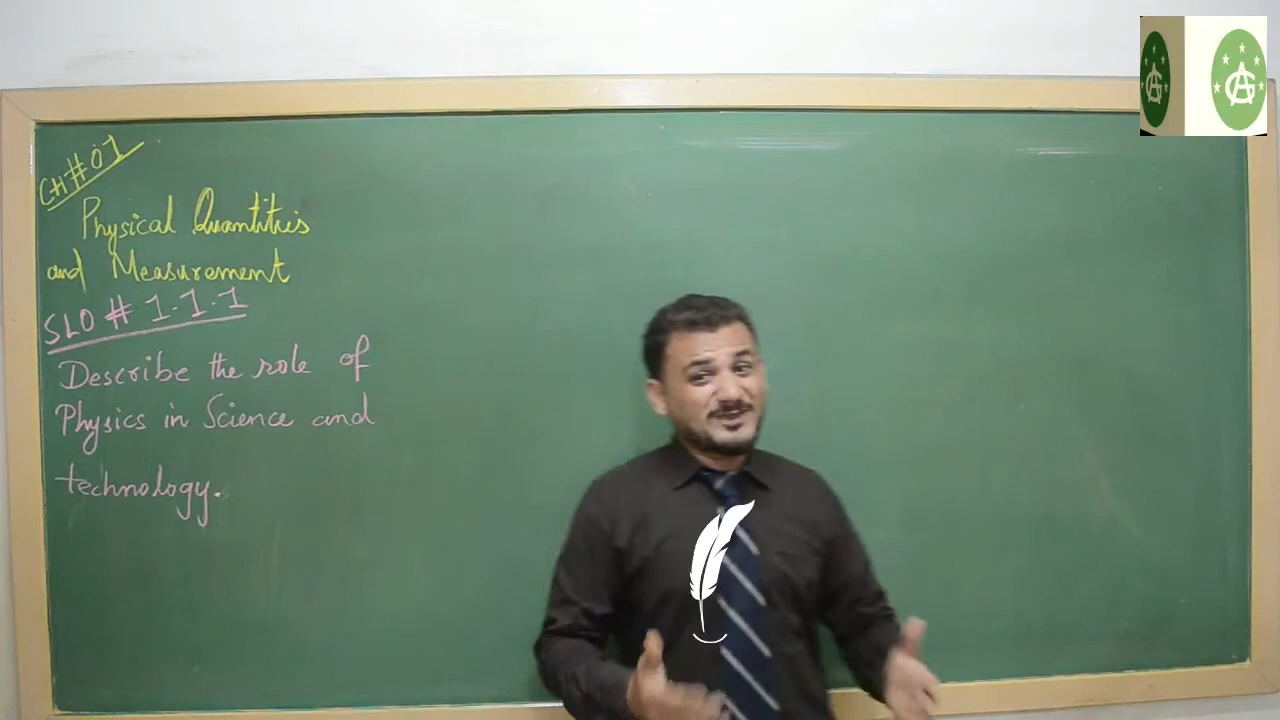 CH#01
Physical Quantities
and Measurement
SLO # 1.1.1
Describe the role of
Physics in Science and
technology.